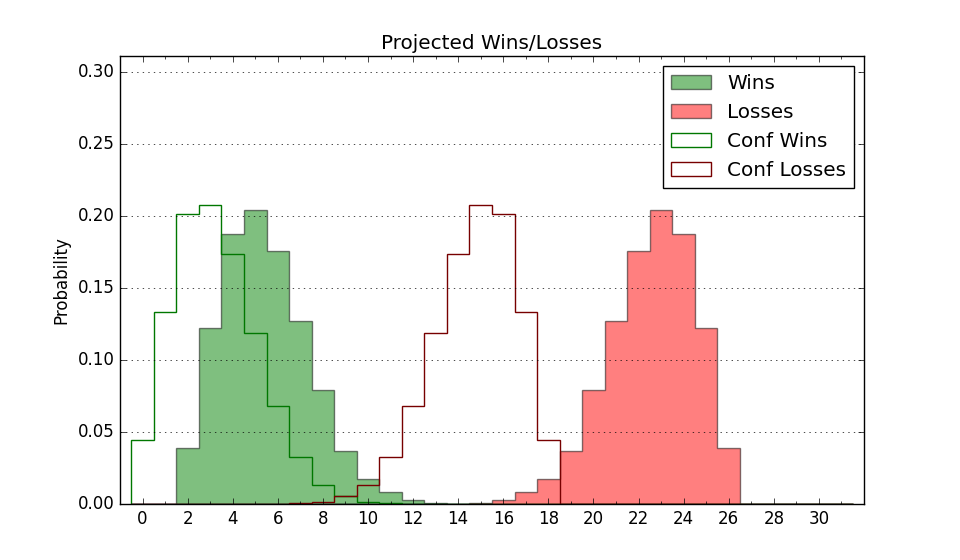 Projected Wins/Losses
Wins
Losses
Conf Wins
Conf Losses
Probability
0.30
0.25
0.20
0.15
0.10
0.05
0.00
0 2 4 6 8 10 12 14 16 18 20 22 24 26 28 30